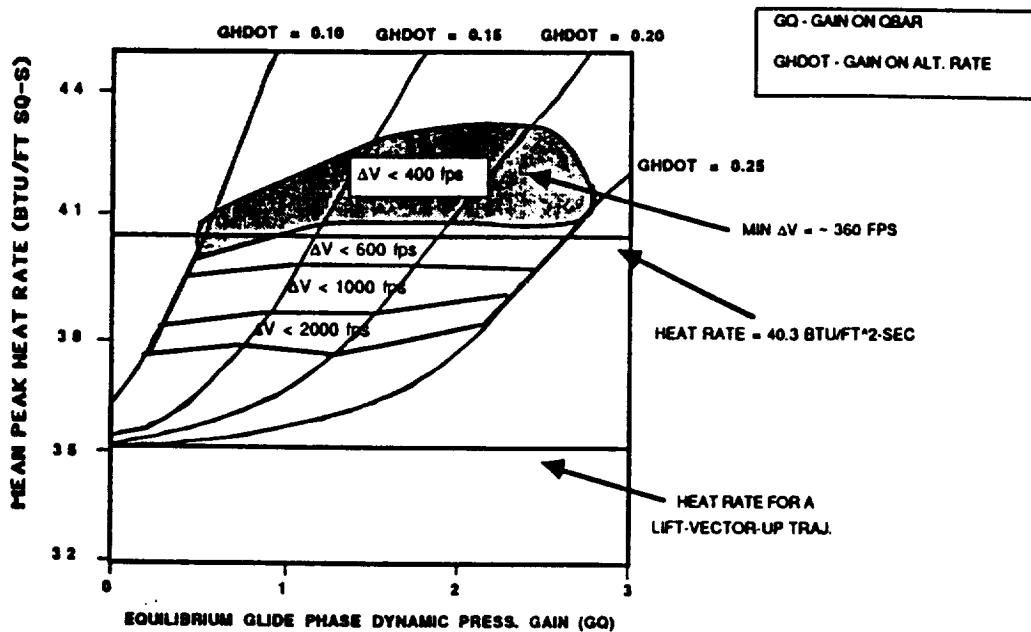 GHDOT = 0.10 GHDOT = 0.15 GHDOT = 0.20
GQ - GAIN ON QBAR
GHDOT - GAIN ON ALT. RATE
MEAN PEAK HEAT RATE (BTU/FT SQ-S)
44
41
38
35
32
ΔV < 400 fps
GHDOT = 0.25
MIN ΔV = ~ 360 FPS
ΔV < 600 fps
ΔV < 1000 fps
ΔV < 2000 fps
HEAT RATE = 40.3 BTU/FT^2-SEC
HEAT RATE FOR A
LIFT-VECTOR-UP TRAJ.
0 1 2 3
EQUILIBRIUM GLIDE PHASE DYNAMIC PRESS. GAIN (GQ)